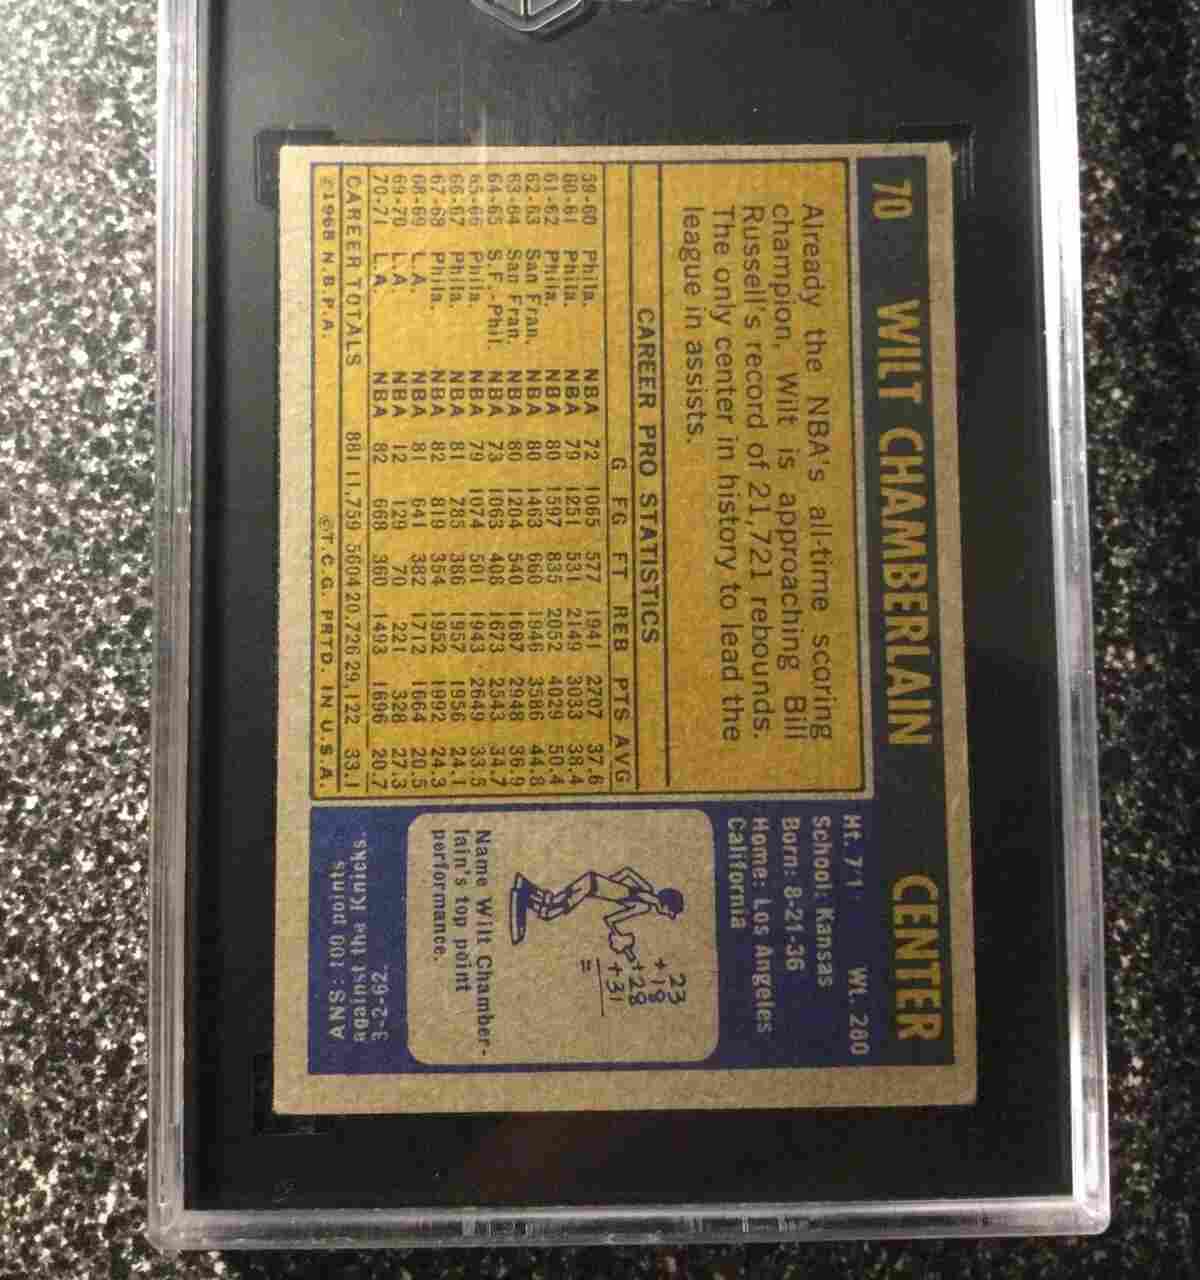 70 WILT CHAMBERLAIN CENTER
Already the NBA's all-time scoring
champion, Wilt is approaching Bill
Russell's record of 21,721 rebounds.
The only center in history to lead the
league in assists.
CAREER PRO STATISTICS
G FG FT REB PTS AVG
59-60 Phila. NBA 72 1065 577 1941 2707 37.6
60-61 Phila. NBA 79 1251 531 2149 3033 38.4
61-62 Phila. NBA 80 1597 835 2052 4029 50.4
62-63 San Fran. NBA 80 1463 660 1946 3586 44.8
63-64 San Fran. NBA 80 1204 540 1687 2948 36.9
64-65 S.F.-Phil. NBA 73 1063 408 1673 2543 34.7
65-66 Phila. NBA 79 1074 501 1943 2649 33.5
66-67 Phila. NBA 81 785 386 1957 1956 24.1
67-68 Phila. NBA 82 819 354 1952 1992 24.3
68-69 L.A. NBA 81 641 382 1712 1664 20.5
69-70 L.A. NBA 12 129 70 221 328 27.3
70-71 L.A. NBA 82 668 360 1493 1696 20.7
CAREER TOTALS 881 11,759 5604 20,726 29,122 33.1
©1968 N.B.P.A. ©T.C.G. PRTD. IN U.S.A.
Ht. 7'1" Wt. 280
School: Kansas
Born: 8-21-36
Home: Los Angeles
California
23
+18
+28
+31
=
Name Wilt Chamber-
lain's top point
performance.
ANS: 100 points
against the Knicks.
3-2-62.